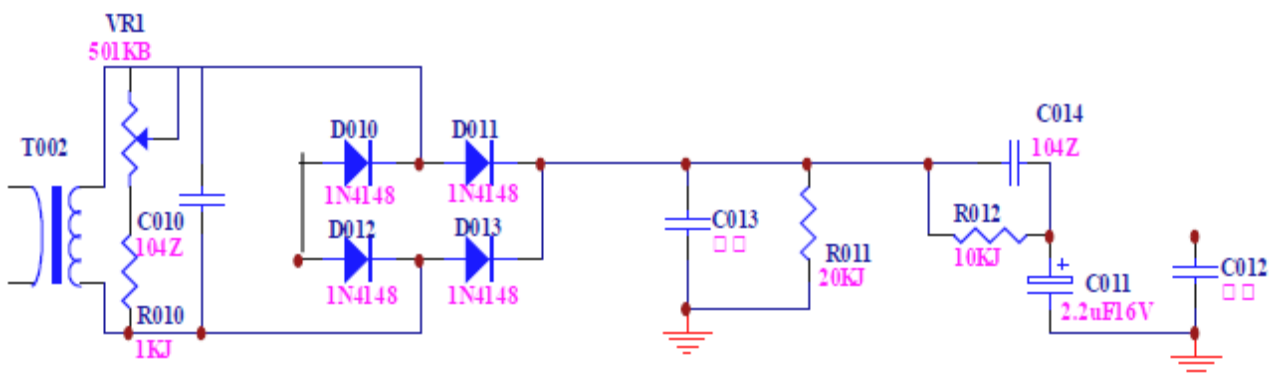 VR1
501KB
T002
C010
104Z
R010
1KJ
D010
1N4148
D011
1N4148
D012
1N4148
D013
1N4148
C013
□ □
R011
20KJ
C014
104Z
R012
10KJ
C011
2.2uF16V
C012
□ □